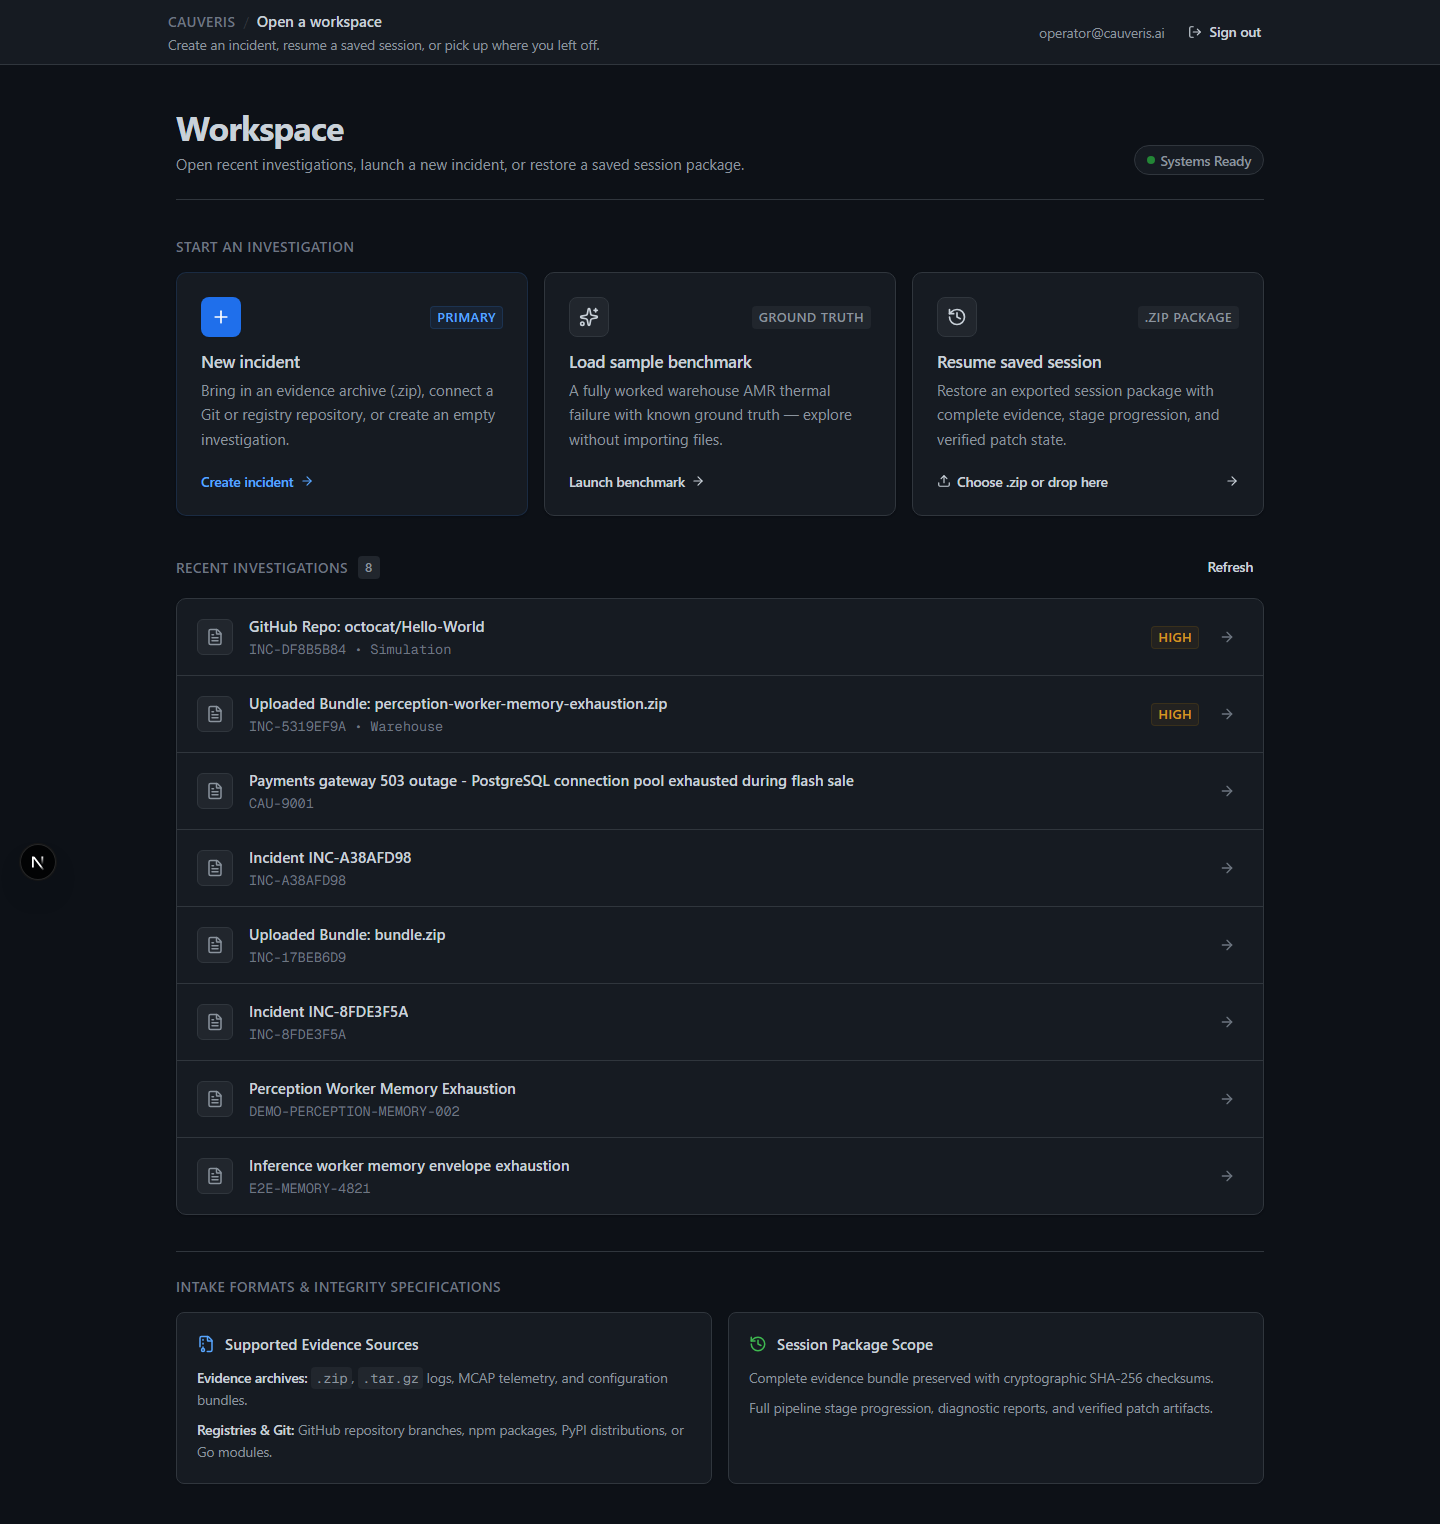 CAUVERIS / Open a workspace
Create an incident, resume a saved session, or pick up where you left off.
operator@cauveris.ai
Sign out
Workspace
Open recent investigations, launch a new incident, or restore a saved session package.
Systems Ready
START AN INVESTIGATION
PRIMARY
New incident
Bring in an evidence archive (.zip), connect a
Git or registry repository, or create an empty
investigation.
Create incident
GROUND TRUTH
Load sample benchmark
A fully worked warehouse AMR thermal
failure with known ground truth — explore
without importing files.
Launch benchmark
.ZIP PACKAGE
Resume saved session
Restore an exported session package with
complete evidence, stage progression, and
verified patch state.
Choose .zip or drop here
RECENT INVESTIGATIONS 8
Refresh
GitHub Repo: octocat/Hello-World
INC-DF8B5B84 • Simulation
HIGH
Uploaded Bundle: perception-worker-memory-exhaustion.zip
INC-5319EF9A • Warehouse
HIGH
Payments gateway 503 outage - PostgreSQL connection pool exhausted during flash sale
CAU-9001
Incident INC-A38AFD98
INC-A38AFD98
N
Uploaded Bundle: bundle.zip
INC-17BEB6D9
Incident INC-8FDE3F5A
INC-8FDE3F5A
Perception Worker Memory Exhaustion
DEMO-PERCEPTION-MEMORY-002
Inference worker memory envelope exhaustion
E2E-MEMORY-4821
INTAKE FORMATS & INTEGRITY SPECIFICATIONS
Supported Evidence Sources
Evidence archives: .zip, .tar.gz logs, MCAP telemetry, and configuration
bundles.
Registries & Git: GitHub repository branches, npm packages, PyPI distributions, or
Go modules.
Session Package Scope
Complete evidence bundle preserved with cryptographic SHA-256 checksums.
Full pipeline stage progression, diagnostic reports, and verified patch artifacts.